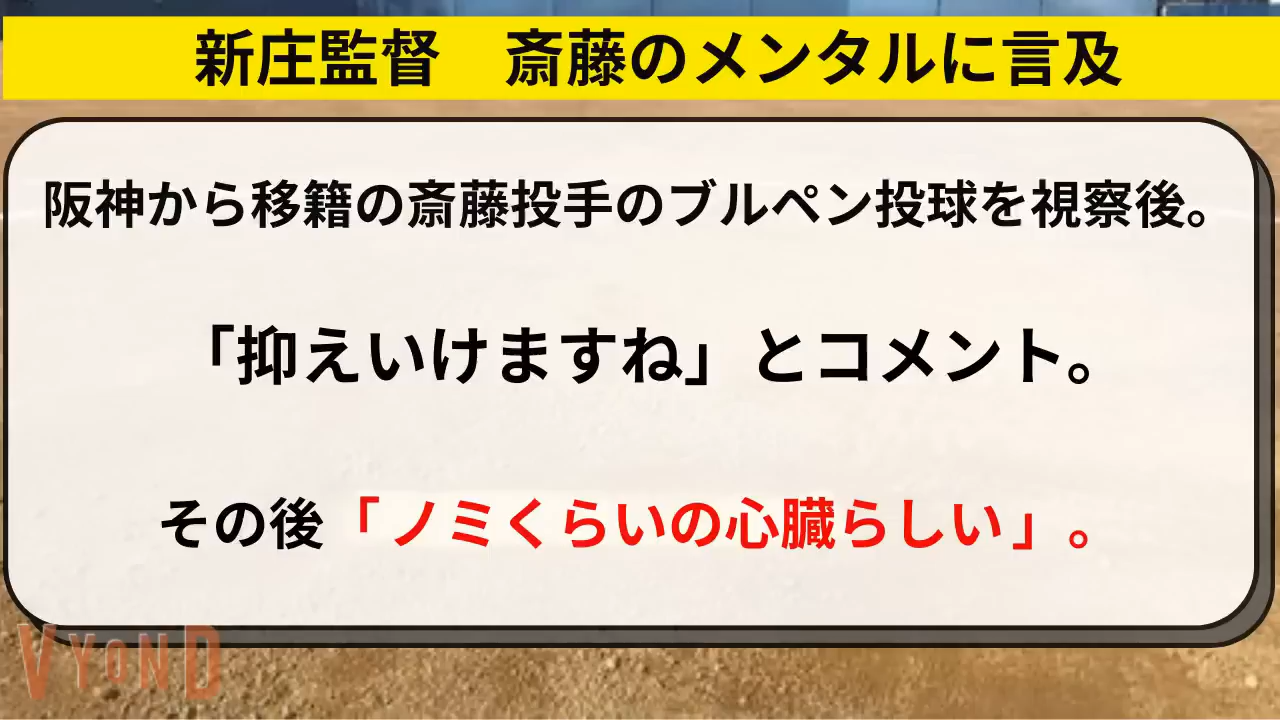 新庄監督　斎藤のメンタルに言及
阪神から移籍の斎藤投手のブルペン投球を視察後。
「抑えいけますね」とコメント。
その後「ノミくらいの心臓らしい」。
VYOND